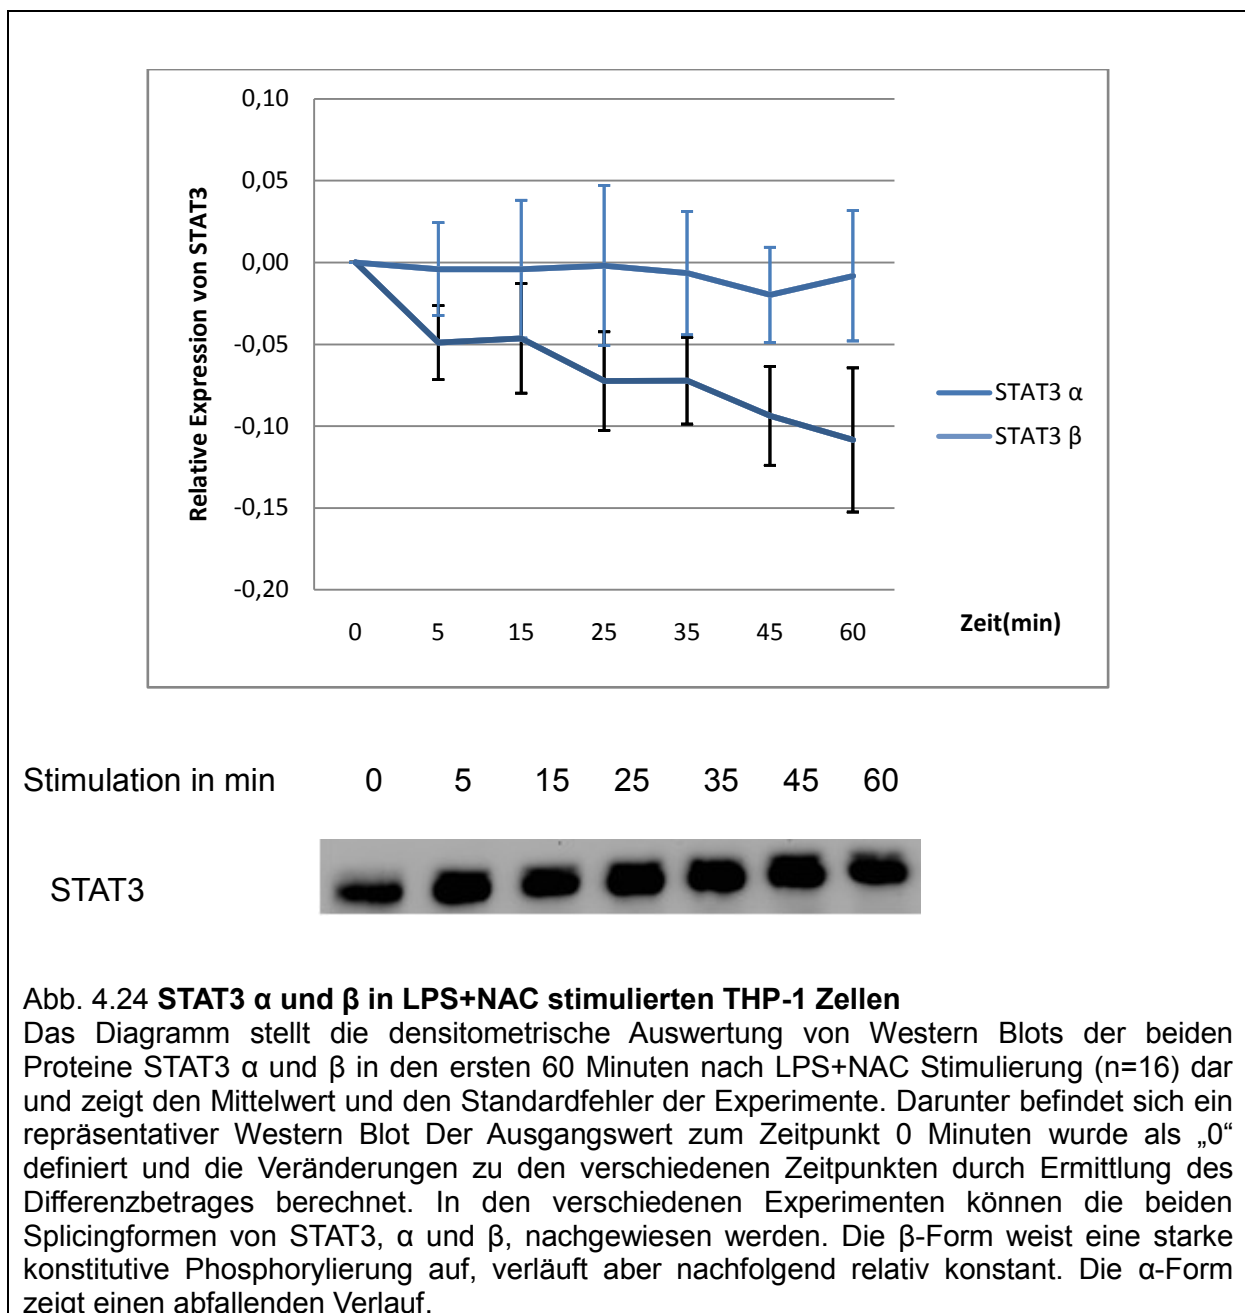 0,10
0,05
0,00
-0,05
-0,10
-0,15
-0,20
Relative Expression von STAT3
0 5 15 25 35 45 60
Zeit(min)
STAT3 α
STAT3 β
Stimulation in min 0 5 15 25 35 45 60
STAT3
Abb. 4.24 STAT3 α und β in LPS+NAC stimulierten THP-1 Zellen
Das Diagramm stellt die densitometrische Auswertung von Western Blots der beiden
Proteine STAT3 α und β in den ersten 60 Minuten nach LPS+NAC Stimulierung (n=16) dar
und zeigt den Mittelwert und den Standardfehler der Experimente. Darunter befindet sich ein
repräsentativer Western Blot Der Ausgangswert zum Zeitpunkt 0 Minuten wurde als „0“
definiert und die Veränderungen zu den verschiedenen Zeitpunkten durch Ermittlung des
Differenzbetrages berechnet. In den verschiedenen Experimenten können die beiden
Splicingformen von STAT3, α und β, nachgewiesen werden. Die β-Form weist eine starke
konstitutive Phosphorylierung auf, verläuft aber nachfolgend relativ konstant. Die α-Form
zeigt einen abfallenden Verlauf.